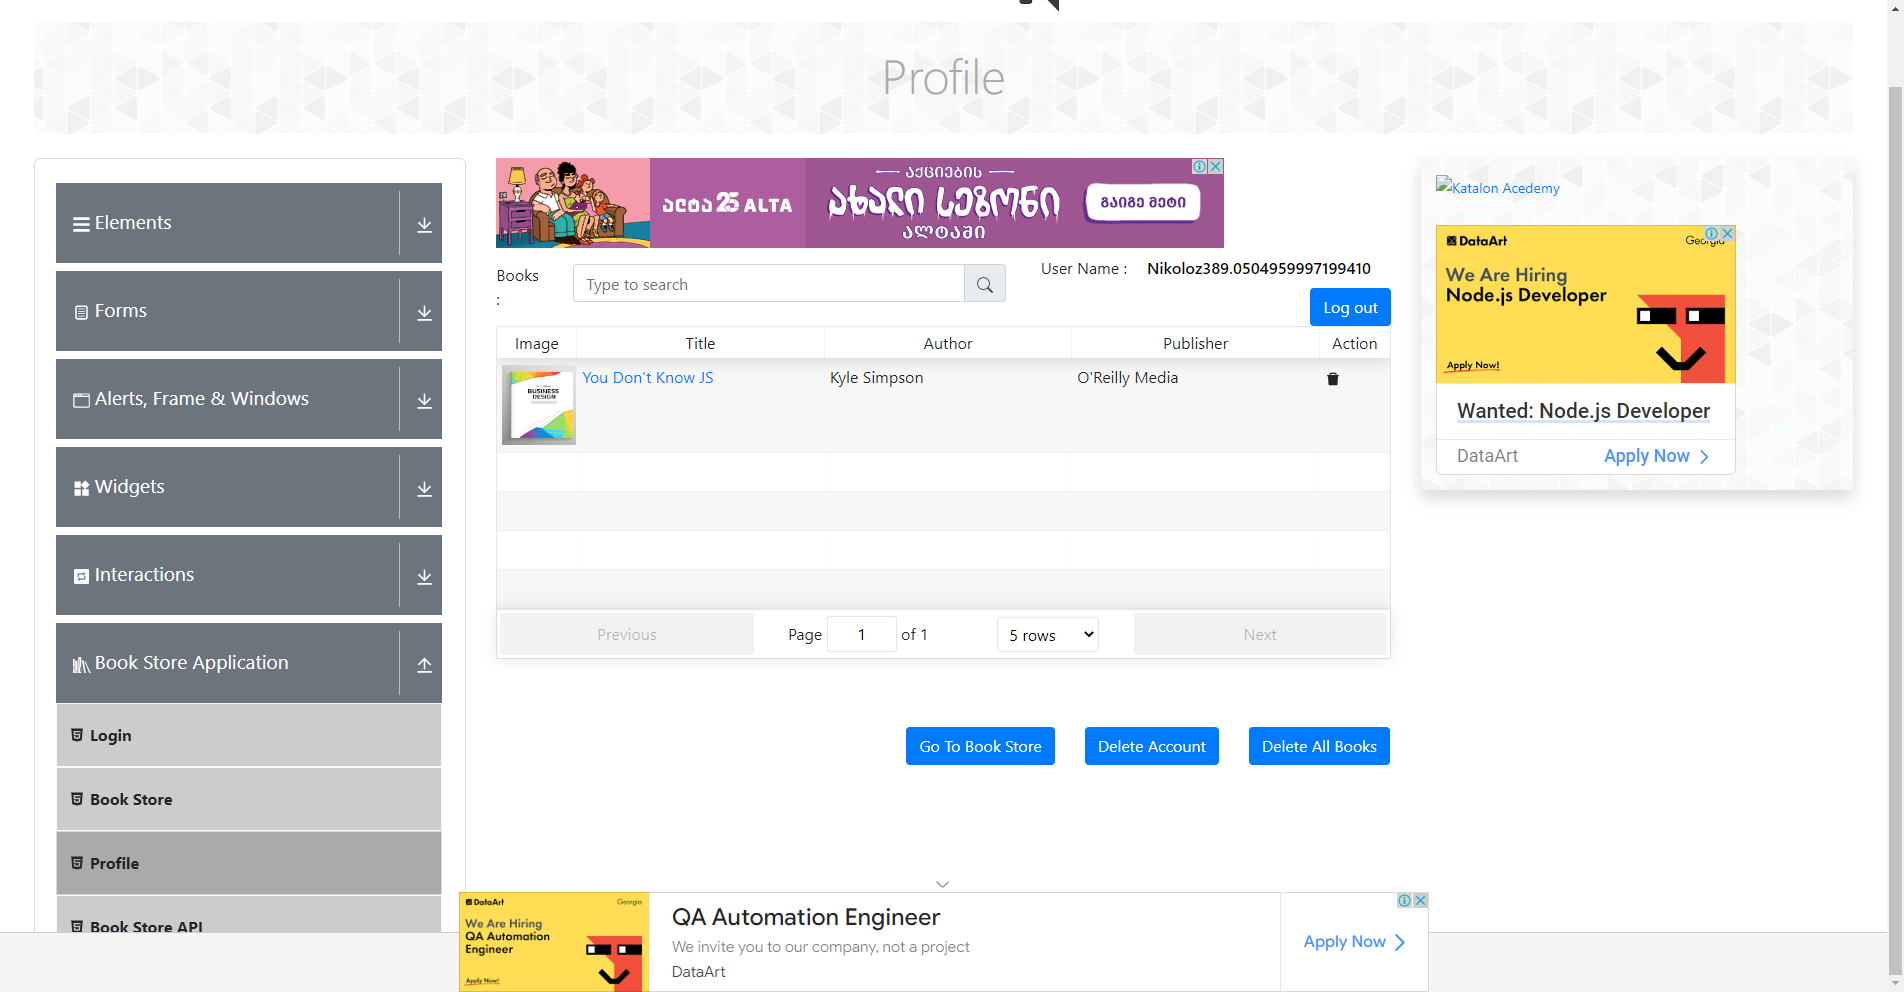 Profile
Elements
Forms
Alerts, Frame & Windows
Widgets
Interactions
Book Store Application
Login
Book Store
Profile
Book Store API
ალტა 25 ALTA
აქციების
ახალი სეზონი
ალტაში
გაიგე მეტი
Books :
Type to search
User Name :
Nikoloz389.0504959997199410
Log out
Image Title Author Publisher Action
BUSINESS
DESIGN
You Don't Know JS Kyle Simpson O'Reilly Media
Previous Page 1 of 1 5 rows Next
Go To Book Store Delete Account Delete All Books
Katalon Acedemy
DataArt Georgia
We Are Hiring
Node.js Developer
Apply Now!
Wanted: Node.js Developer
DataArt Apply Now
DataArt Georgia
We Are Hiring
QA Automation
Engineer
Apply Now!
QA Automation Engineer
We invite you to our company, not a project
DataArt
Apply Now